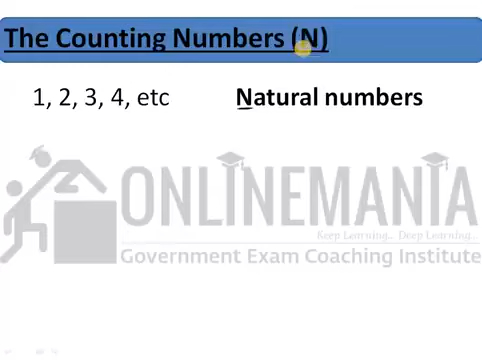 The Counting Numbers (N)
1, 2, 3, 4, etc Natural numbers
ONLINEMANIA
Keep Learning... Deep Learning...
Government Exam Coaching Institute